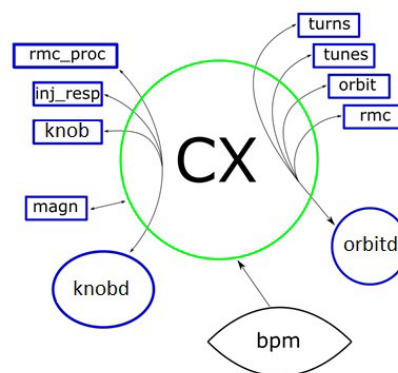 turns
rmc_proc
tunes
inj_resp
orbit
knob
rmc
CX
magn
orbitd
knobd
bpm